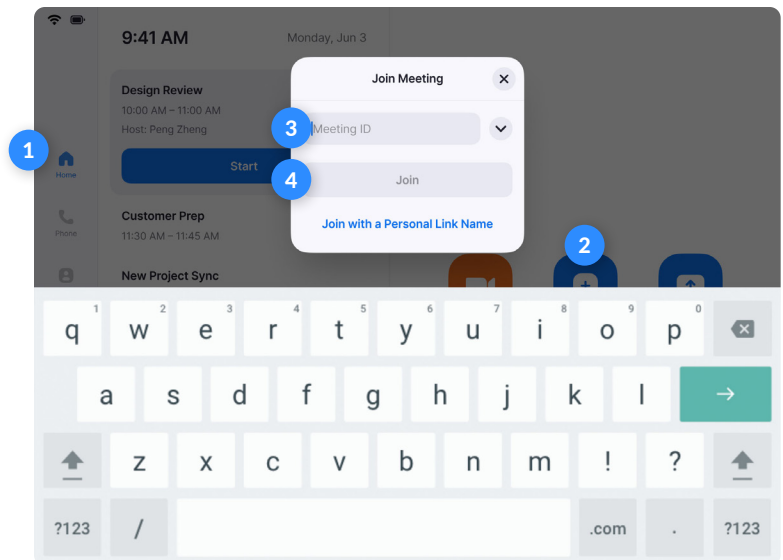 9:41 AM
Monday, Jun 3
Design Review
10:00 AM – 11:00 AM
Host: Peng Zheng
Start
Customer Prep
11:30 AM – 11:45 AM
New Project Sync
1
Home
Phone
Join Meeting
3
Meeting ID
4
Join
Join with a Personal Link Name
2
q 1 w 2 e 3 r 4 t 5 y 6 u 7 i 8 o 9 p 0
a s d f g h j k l
z x c v b n m ! ?
?123 / .com . ?123